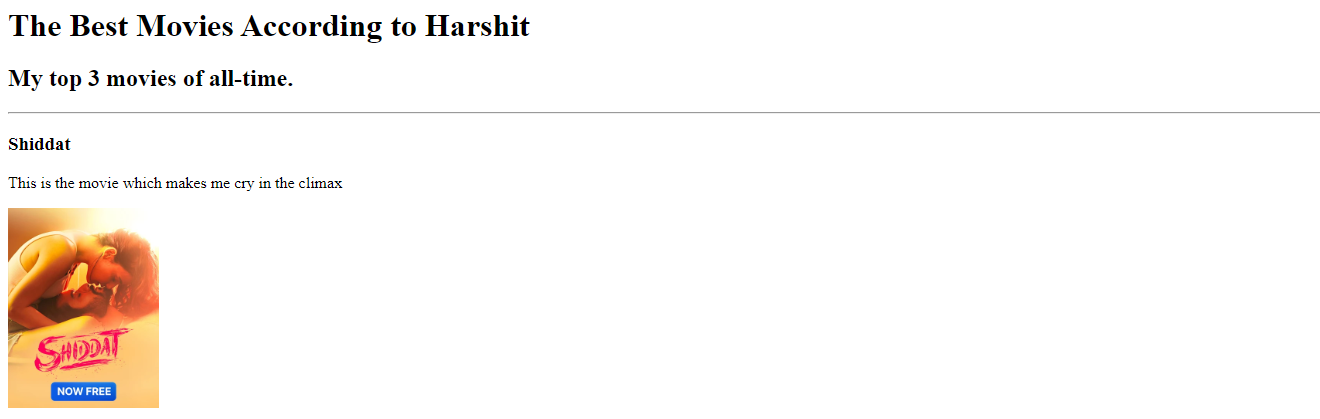 The Best Movies According to Harshit
My top 3 movies of all-time.
Shiddat
This is the movie which makes me cry in the climax
SHIDDAT
NOW FREE